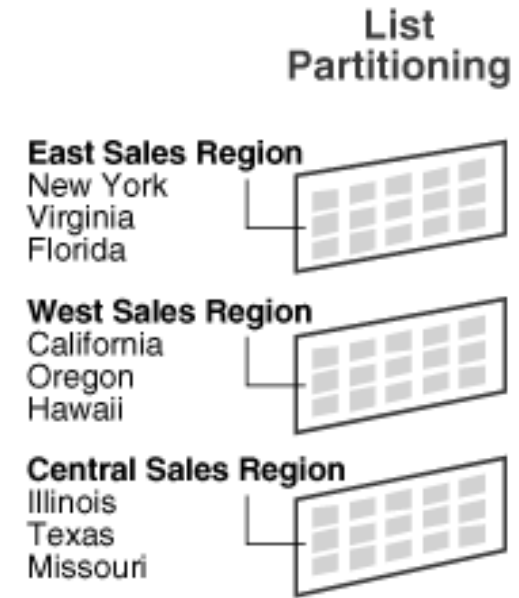 List
Partitioning
East Sales Region
New York
Virginia
Florida
West Sales Region
California
Oregon
Hawaii
Central Sales Region
Illinois
Texas
Missouri